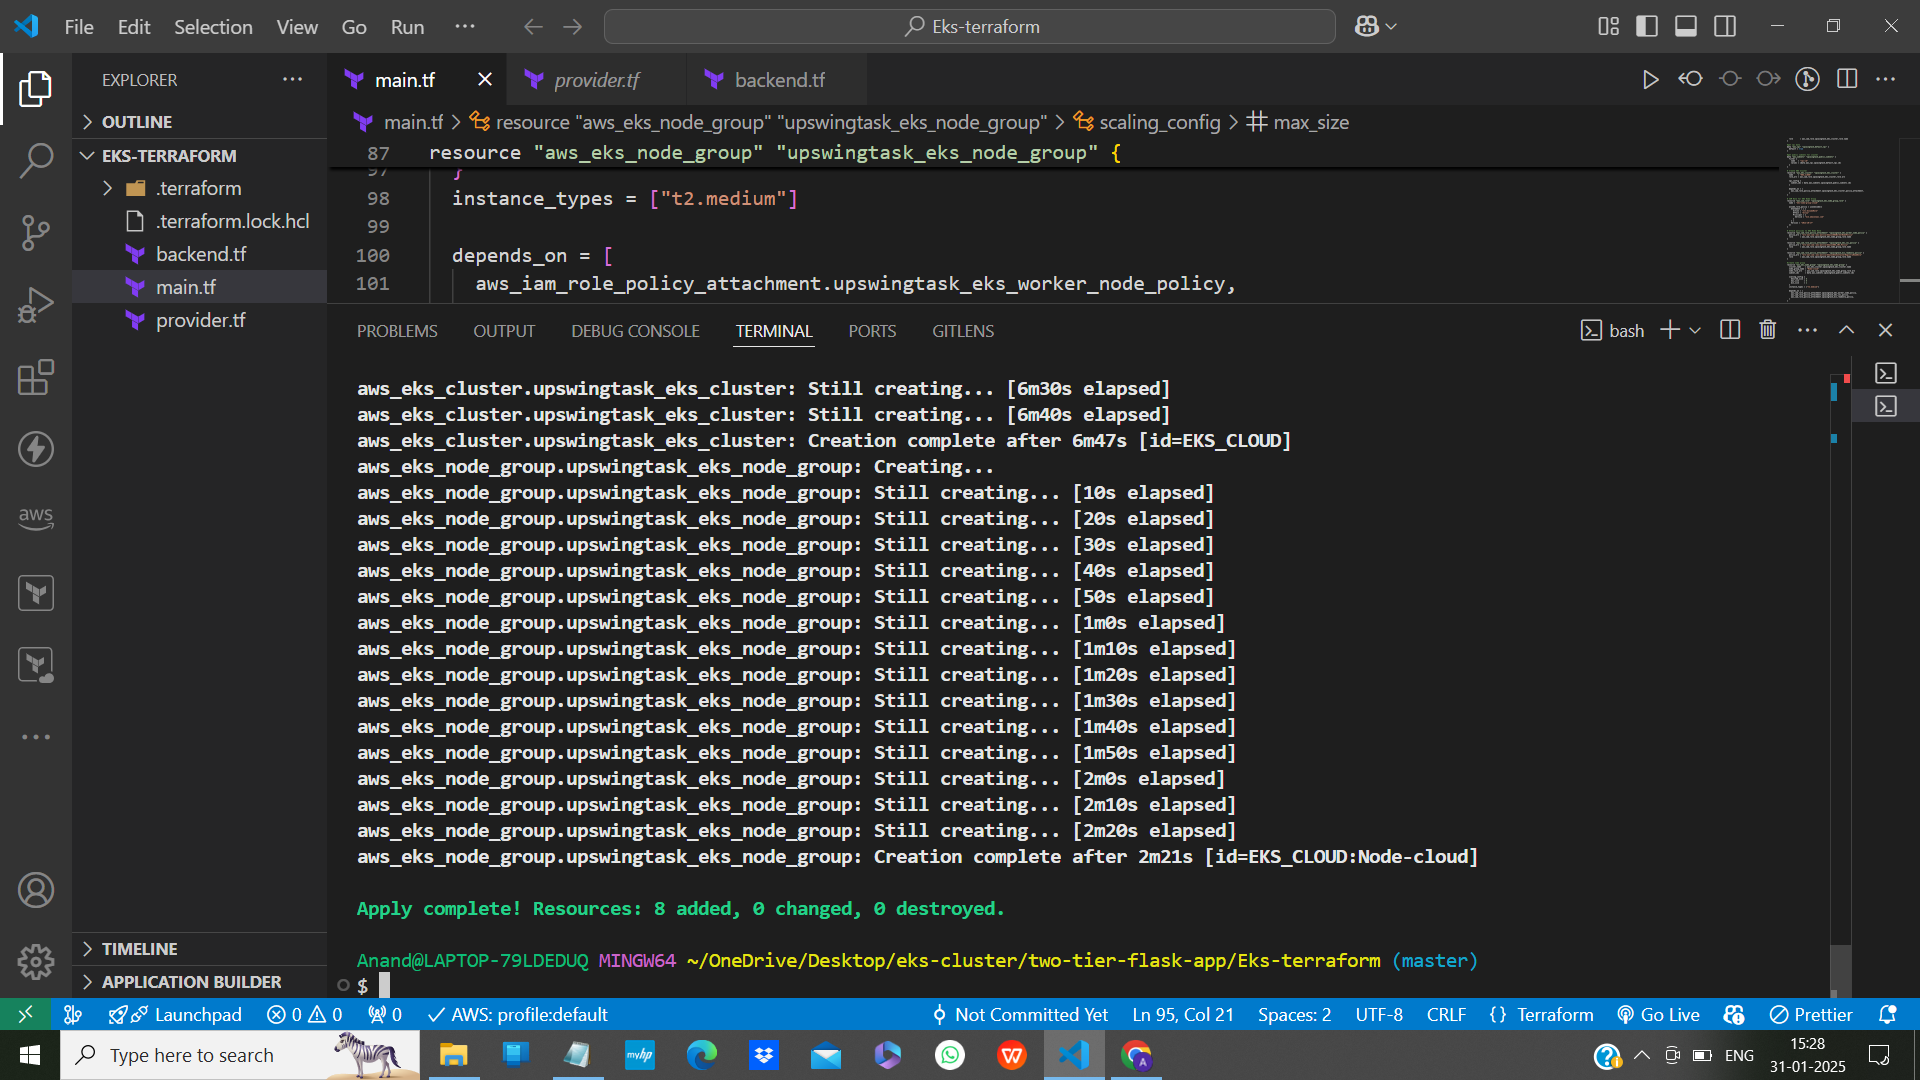 File Edit Selection View Go Run ··· Eks-terraform
EXPLORER ···
OUTLINE
EKS-TERRAFORM
.terraform
.terraform.lock.hcl
backend.tf
main.tf
provider.tf
TIMELINE
APPLICATION BUILDER
aws
main.tf provider.tf backend.tf
main.tf > resource "aws_eks_node_group" "upswingtask_eks_node_group" > scaling_config > max_size
87 resource "aws_eks_node_group" "upswingtask_eks_node_group" {
97 }
98 instance_types = ["t2.medium"]
99
100 depends_on = [
101 aws_iam_role_policy_attachment.upswingtask_eks_worker_node_policy,
PROBLEMS OUTPUT DEBUG CONSOLE TERMINAL PORTS GITLENS bash
aws_eks_cluster.upswingtask_eks_cluster: Still creating... [6m30s elapsed]
aws_eks_cluster.upswingtask_eks_cluster: Still creating... [6m40s elapsed]
aws_eks_cluster.upswingtask_eks_cluster: Creation complete after 6m47s [id=EKS_CLOUD]
aws_eks_node_group.upswingtask_eks_node_group: Creating...
aws_eks_node_group.upswingtask_eks_node_group: Still creating... [10s elapsed]
aws_eks_node_group.upswingtask_eks_node_group: Still creating... [20s elapsed]
aws_eks_node_group.upswingtask_eks_node_group: Still creating... [30s elapsed]
aws_eks_node_group.upswingtask_eks_node_group: Still creating... [40s elapsed]
aws_eks_node_group.upswingtask_eks_node_group: Still creating... [50s elapsed]
aws_eks_node_group.upswingtask_eks_node_group: Still creating... [1m0s elapsed]
aws_eks_node_group.upswingtask_eks_node_group: Still creating... [1m10s elapsed]
aws_eks_node_group.upswingtask_eks_node_group: Still creating... [1m20s elapsed]
aws_eks_node_group.upswingtask_eks_node_group: Still creating... [1m30s elapsed]
aws_eks_node_group.upswingtask_eks_node_group: Still creating... [1m40s elapsed]
aws_eks_node_group.upswingtask_eks_node_group: Still creating... [1m50s elapsed]
aws_eks_node_group.upswingtask_eks_node_group: Still creating... [2m0s elapsed]
aws_eks_node_group.upswingtask_eks_node_group: Still creating... [2m10s elapsed]
aws_eks_node_group.upswingtask_eks_node_group: Still creating... [2m20s elapsed]
aws_eks_node_group.upswingtask_eks_node_group: Creation complete after 2m21s [id=EKS_CLOUD:Node-cloud]
Apply complete! Resources: 8 added, 0 changed, 0 destroyed.
Anand@LAPTOP-79LDEDUQ MINGW64 ~/OneDrive/Desktop/eks-cluster/two-tier-flask-app/Eks-terraform (master)
$
Launchpad 0 0 0 AWS: profile:default Not Committed Yet Ln 95, Col 21 Spaces: 2 UTF-8 CRLF {} Terraform Go Live Prettier
Type here to search myhp ENG 15:28
31-01-2025